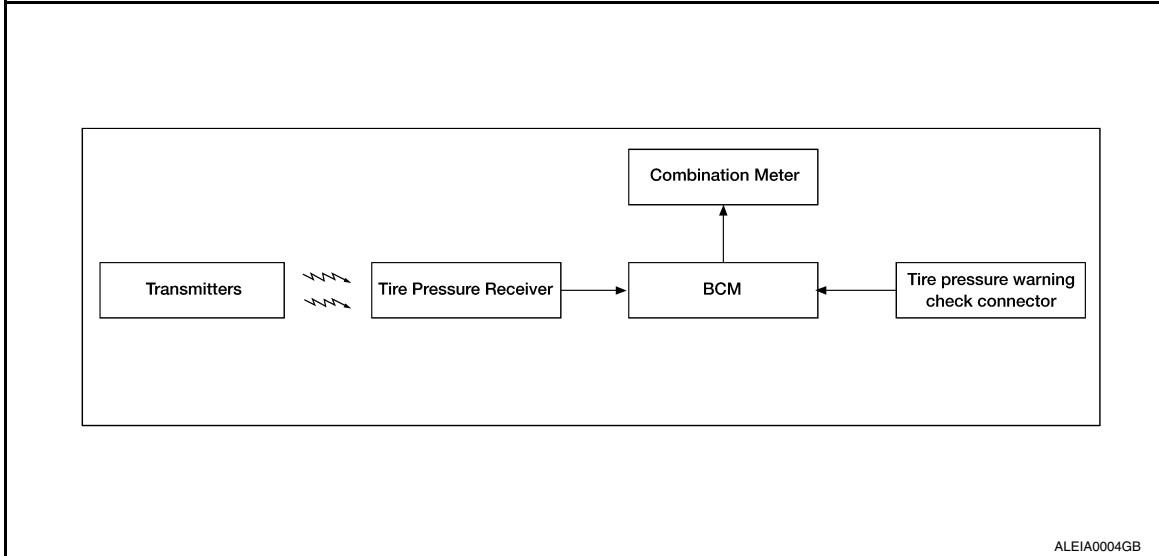 Combination Meter
Transmitters
Tire Pressure Receiver
BCM
Tire pressure warning
check connector
ALEIA0004GB